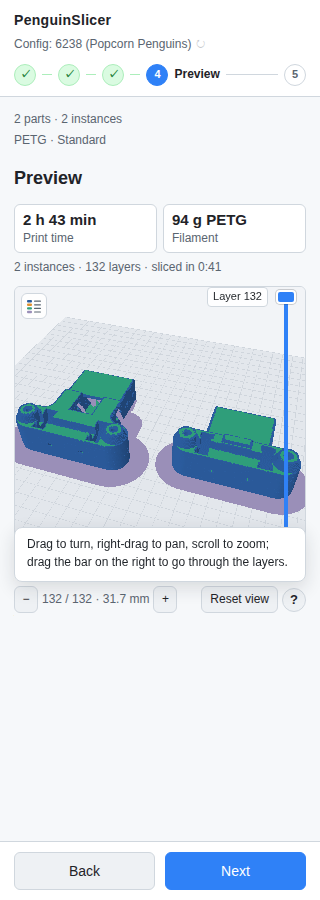 PenguinSlicer
Config: 6238 (Popcorn Penguins)
4 Preview 5
2 parts · 2 instances
PETG · Standard
Preview
2 h 43 min
Print time
94 g PETG
Filament
2 instances · 132 layers · sliced in 0:41
Layer 132
Drag to turn, right-drag to pan, scroll to zoom;
drag the bar on the right to go through the layers.
− 132 / 132 · 31.7 mm + Reset view ?
Back Next